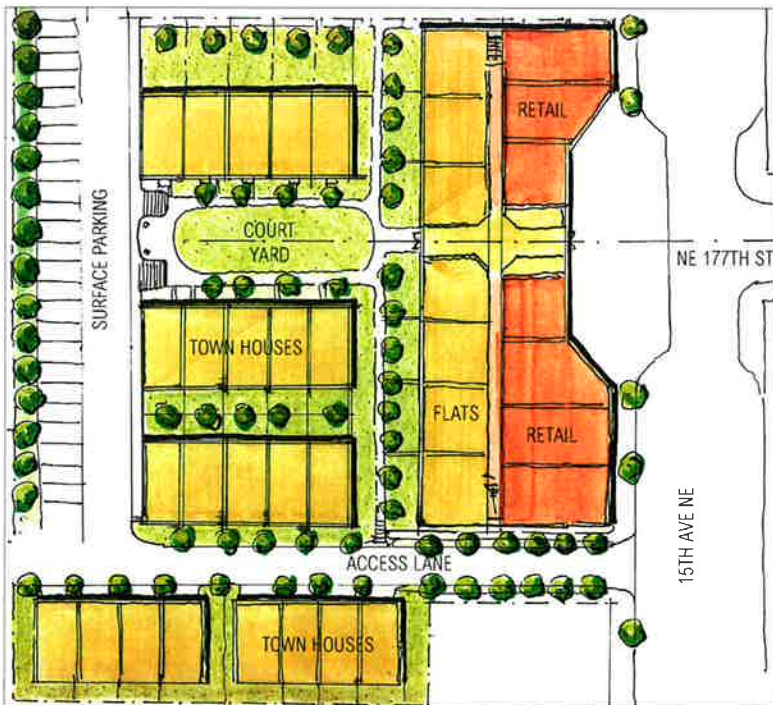 RETAIL
COURT
YARD
NE 177TH ST
SURFACE PARKING
TOWN HOUSES
FLATS
RETAIL
15TH AVE NE
ACCESS LANE
TOWN HOUSES